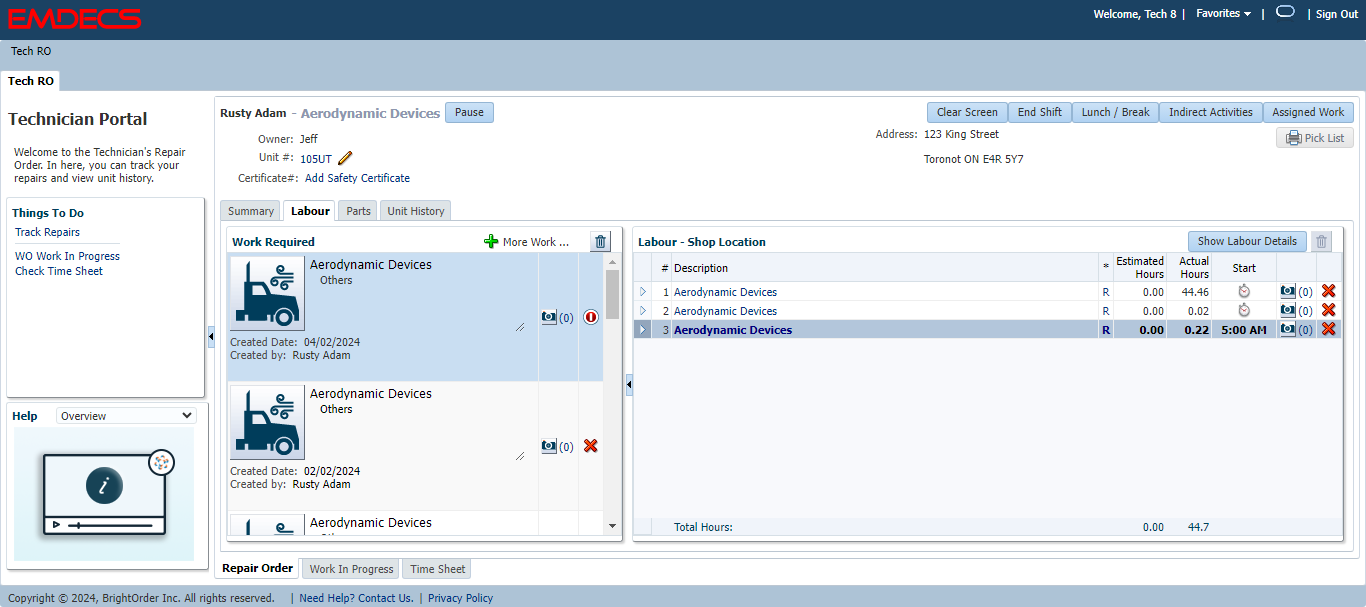 EMDECS
Welcome, Tech 8 | Favorites | | Sign Out
Tech RO
Tech RO
Technician Portal
Welcome to the Technician's Repair
Order. In here, you can track your
repairs and view unit history.
Things To Do
Track Repairs
WO Work In Progress
Check Time Sheet
Help Overview
i
Rusty Adam - Aerodynamic Devices Pause
Clear Screen End Shift Lunch / Break Indirect Activities Assigned Work
Owner: Jeff
Unit #: 105UT
Certificate#: Add Safety Certificate
Address: 123 King Street
Toronot ON E4R 5Y7
Pick List
Summary Labour Parts Unit History
Work Required More Work ...
Aerodynamic Devices
Others
(0)
Created Date: 04/02/2024
Created by: Rusty Adam
Aerodynamic Devices
Others
(0)
Created Date: 02/02/2024
Created by: Rusty Adam
Aerodynamic Devices
Labour - Shop Location Show Labour Details
# Description * Estimated Hours Actual Hours Start
1 Aerodynamic Devices R 0.00 44.46 (0)
2 Aerodynamic Devices R 0.00 0.02 (0)
3 Aerodynamic Devices R 0.00 0.22 5:00 AM (0)
Total Hours: 0.00 44.7
Repair Order Work In Progress Time Sheet
Copyright © 2024, BrightOrder Inc. All rights reserved. | Need Help? Contact Us. | Privacy Policy